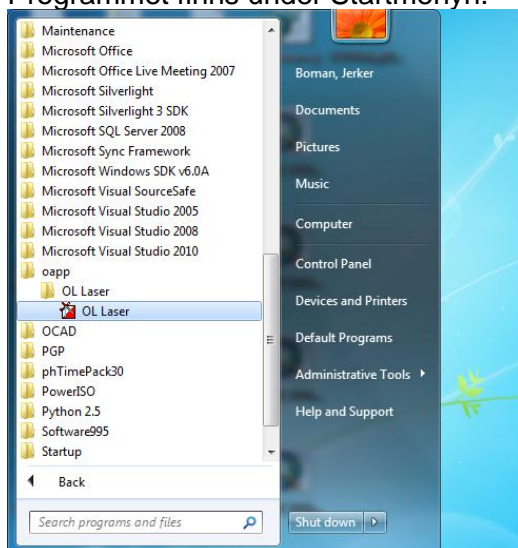 Programmet finns under Startmenyn.
Maintenance
Microsoft Office
Microsoft Office Live Meeting 2007
Microsoft Silverlight
Microsoft Silverlight 3 SDK
Microsoft SQL Server 2008
Microsoft Sync Framework
Microsoft Windows SDK v6.0A
Microsoft Visual SourceSafe
Microsoft Visual Studio 2005
Microsoft Visual Studio 2008
Microsoft Visual Studio 2010
oapp
OL Laser
OL Laser
OCAD
PGP
phTimePack30
PowerISO
Python 2.5
Software995
Startup
Back
Search programs and files
Boman, Jerker
Documents
Pictures
Music
Computer
Control Panel
Devices and Printers
Default Programs
Administrative Tools
Help and Support
Shut down